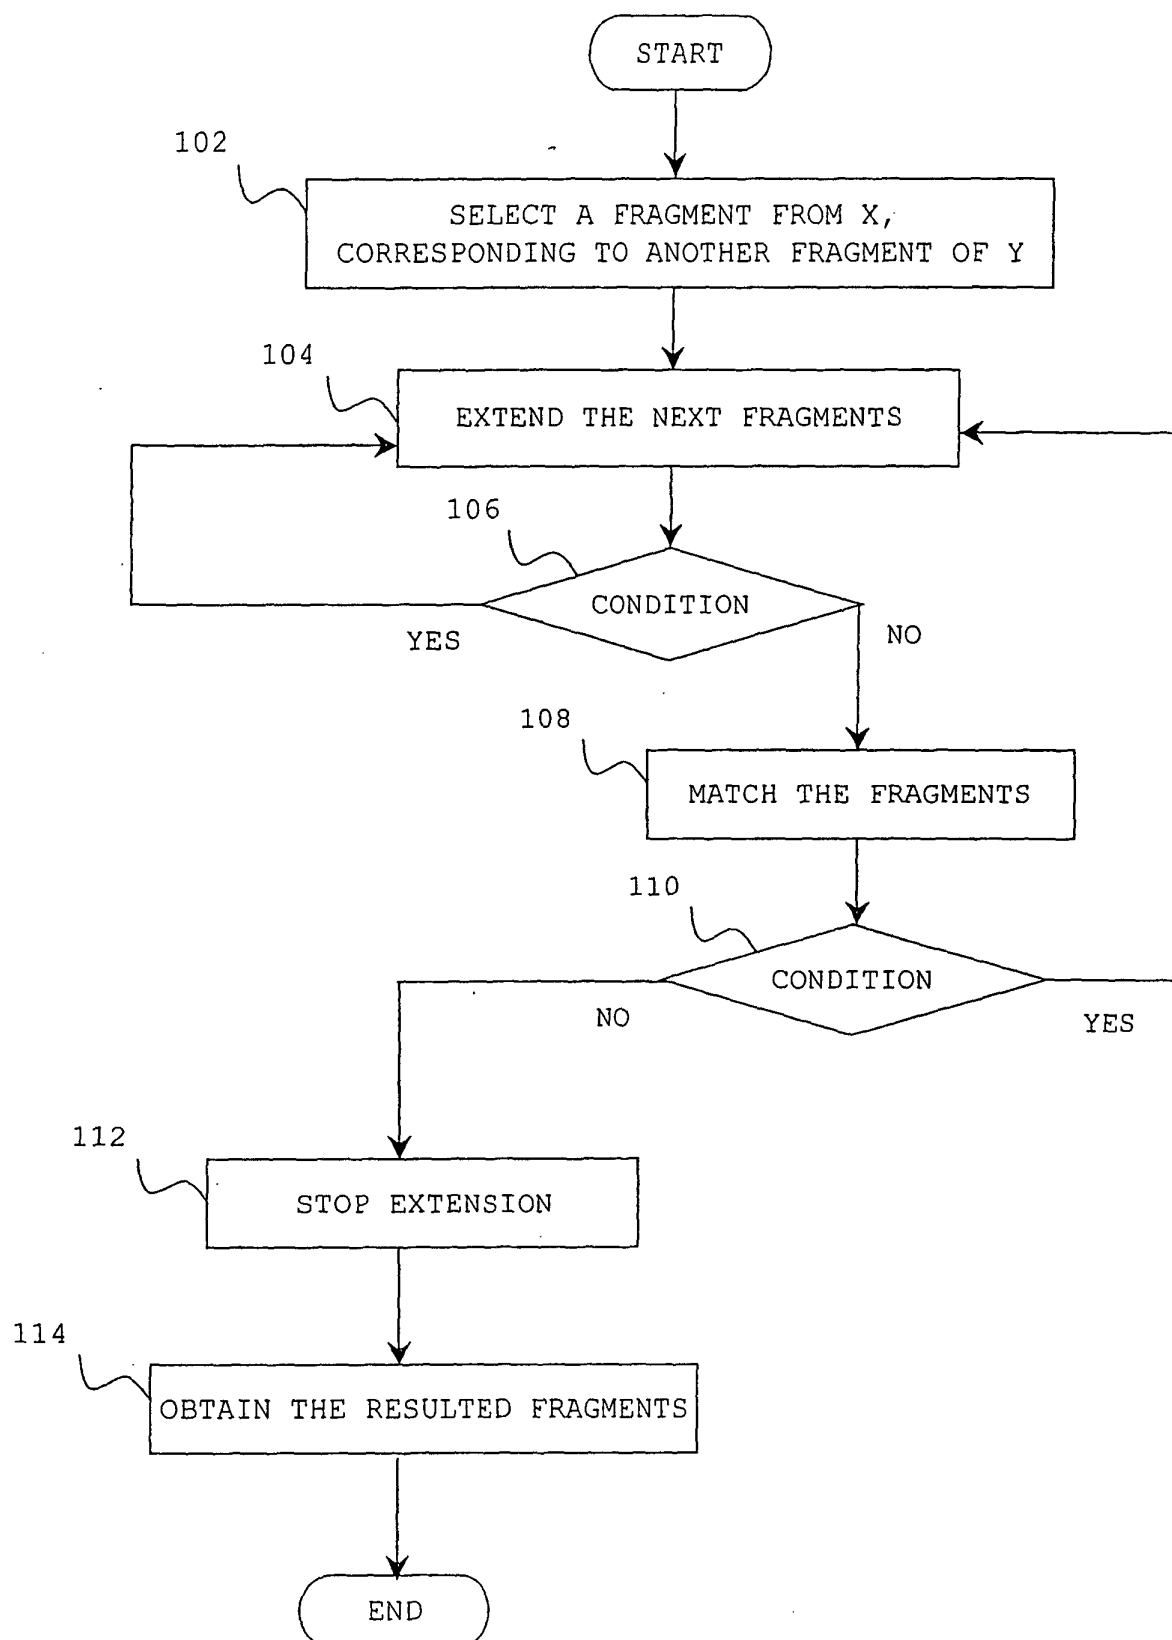 START
102
SELECT A FRAGMENT FROM X,
CORRESPONDING TO ANOTHER FRAGMENT OF Y
104
EXTEND THE NEXT FRAGMENTS
106
CONDITION
YES
NO
108
MATCH THE FRAGMENTS
110
CONDITION
NO
YES
112
STOP EXTENSION
114
OBTAIN THE RESULTED FRAGMENTS
END